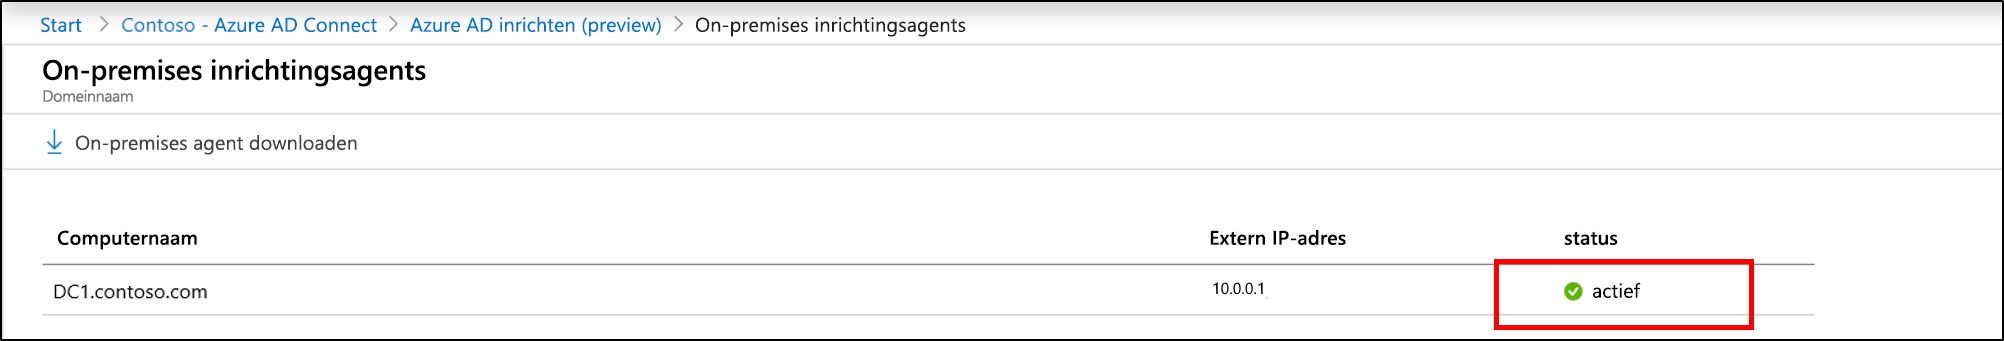 Start > Contoso - Azure AD Connect > Azure AD inrichten (preview) > On-premises inrichtingsagents
On-premises inrichtingsagents
Domeinnaam
On-premises agent downloaden
Computernaam Extern IP-adres status
DC1.contoso.com 10.0.0.1 actief